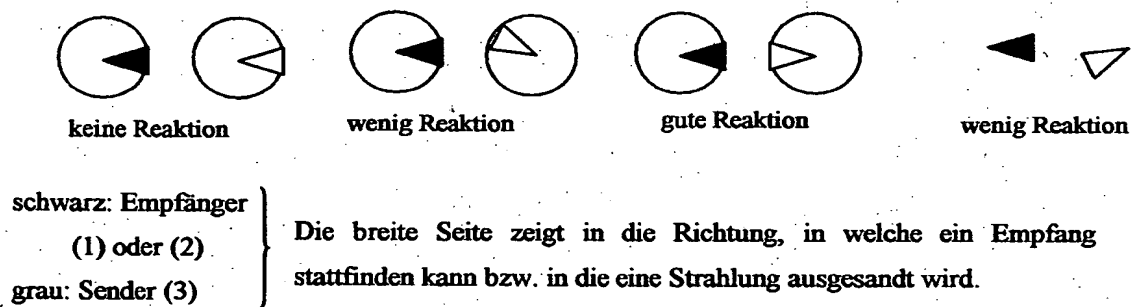 keine Reaktion wenig Reaktion gute Reaktion wenig Reaktion
schwarz: Empfänger
(1) oder (2)
grau: Sender (3)
Die breite Seite zeigt in die Richtung, in welche ein Empfang
stattfinden kann bzw. in die eine Strahlung ausgesandt wird.